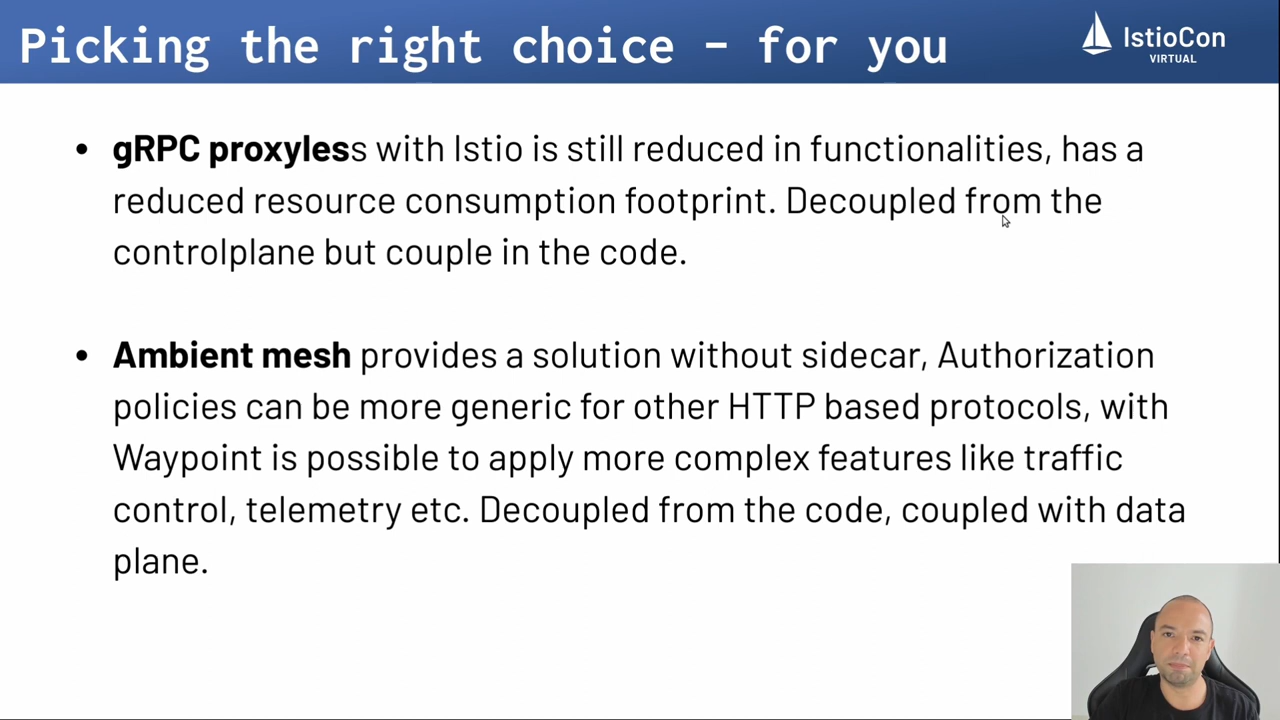 Picking the right choice – for you
IstioCon
VIRTUAL
• gRPC proxyless with Istio is still reduced in functionalities, has a
reduced resource consumption footprint. Decoupled from the
controlplane but couple in the code.
• Ambient mesh provides a solution without sidecar, Authorization
policies can be more generic for other HTTP based protocols, with
Waypoint is possible to apply more complex features like traffic
control, telemetry etc. Decoupled from the code, coupled with data
plane.